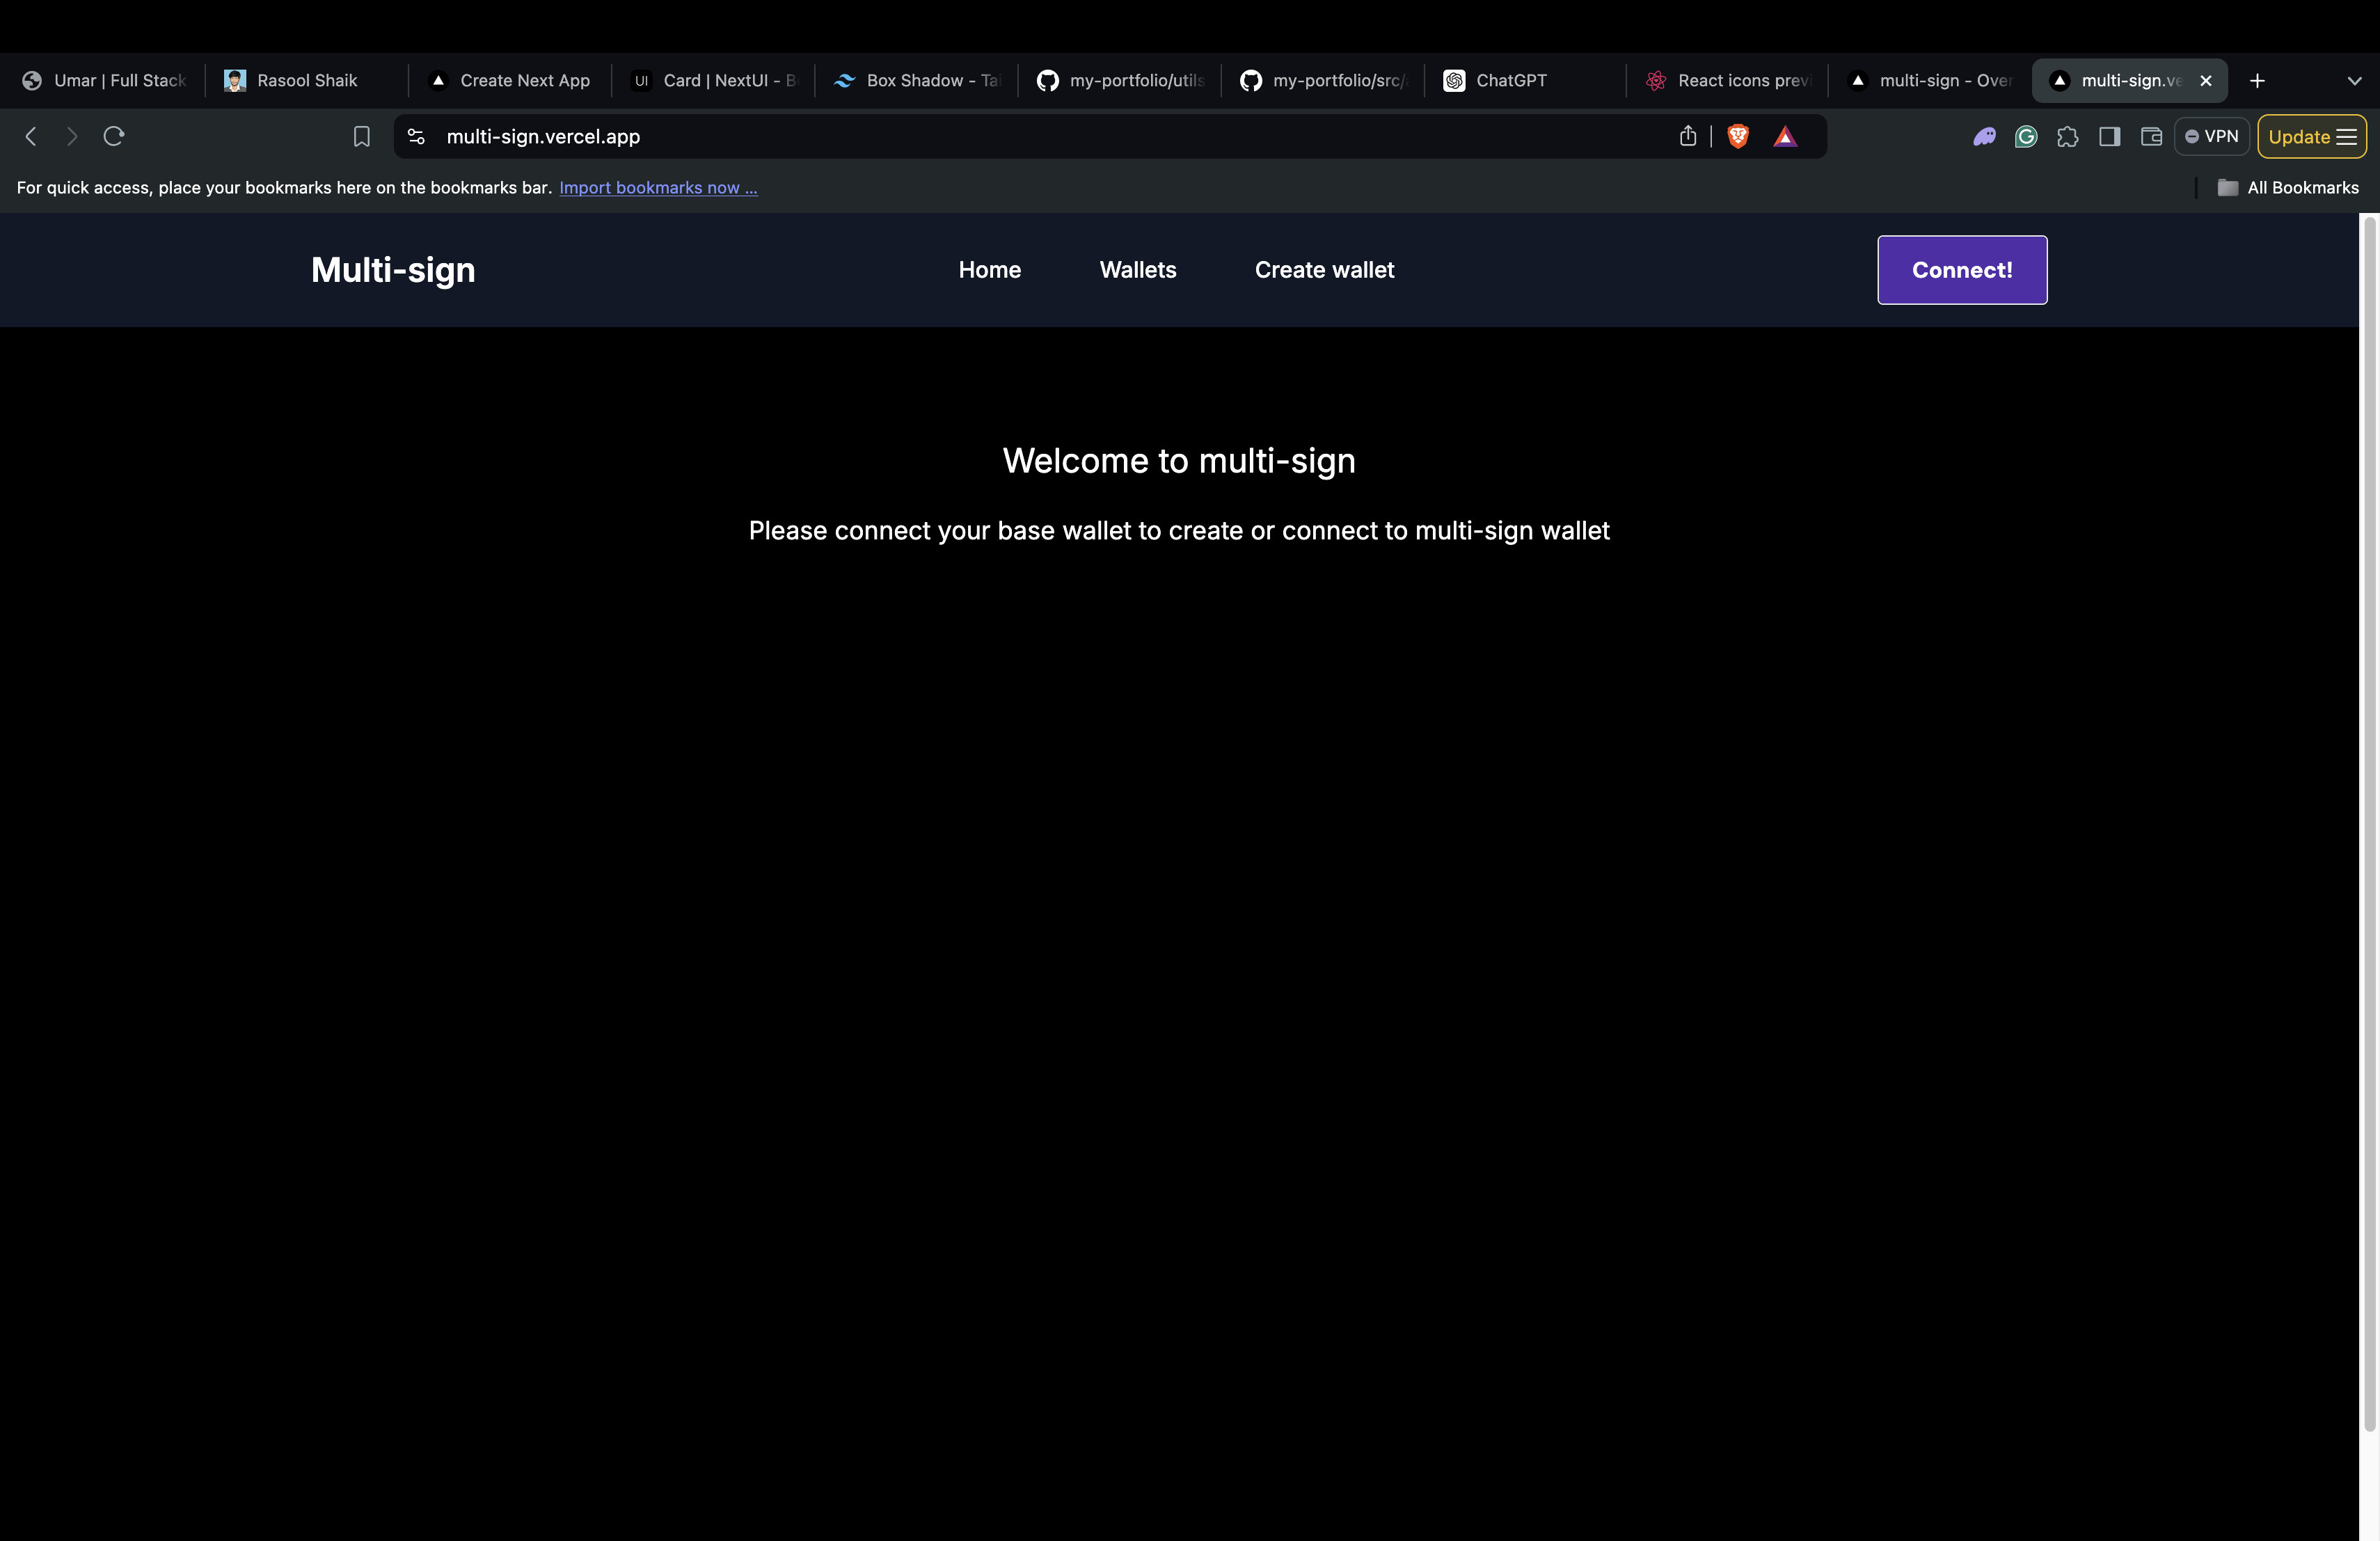 Umar | Full Stack
Rasool Shaik
Create Next App
UI
Card | NextUI - B
Box Shadow - Tai
my-portfolio/utils
my-portfolio/src/
ChatGPT
React icons previ
multi-sign - Over
multi-sign.ve
multi-sign.vercel.app
VPN
Update
For quick access, place your bookmarks here on the bookmarks bar. Import bookmarks now ...
All Bookmarks
Multi-sign
Home
Wallets
Create wallet
Connect!
Welcome to multi-sign
Please connect your base wallet to create or connect to multi-sign wallet